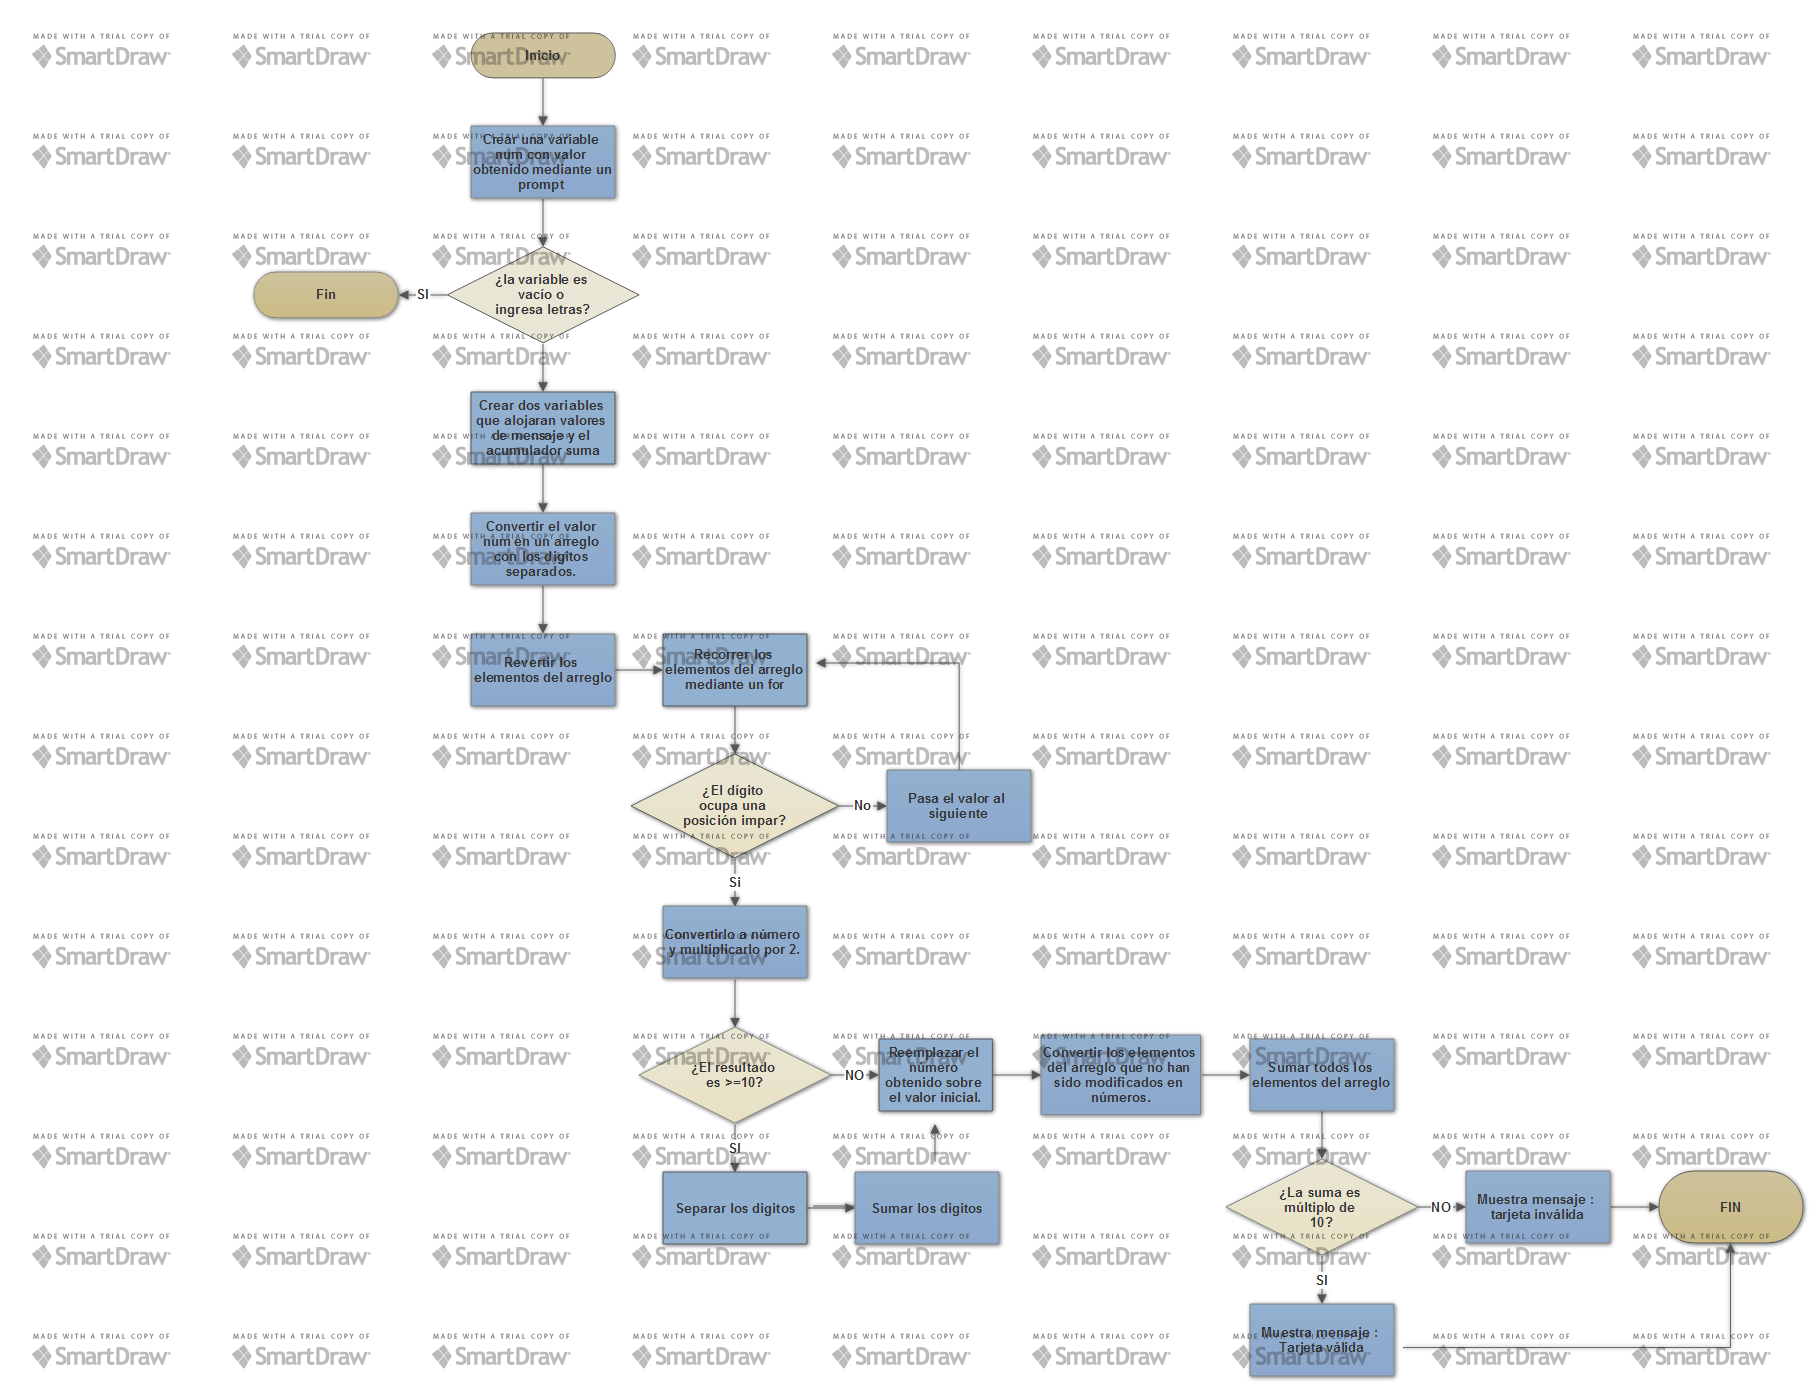 MADE WITH A TRIAL COPY OF
SmartDraw
Inicio
Crear una variable
num con valor
obtenido mediante un
prompt
¿la variable es
vacío o
ingresa letras?
SI
Fin
Crear dos variables
que alojaran valores
de mensaje y el
acumulador suma
Convertir el valor
num en un arreglo
con los digitos
separados.
Revertir los
elementos del arreglo
Recorrer los
elementos del arreglo
mediante un for
¿El dígito
ocupa una
posición impar?
No
Pasa el valor al
siguiente
Si
Convertirlo a número
y multiplicarlo por 2.
¿El resultado
es >=10?
NO
Reemplazar el
número
obtenido sobre
el valor inicial.
Convertir los elementos
del arreglo que no han
sido modificados en
números.
Sumar todos los
elementos del arreglo
SI
Separar los digitos
Sumar los digitos
¿La suma es
múltiplo de
10?
NO
Muestra mensaje :
tarjeta inválida
FIN
SI
Muestra mensaje :
Tarjeta válida